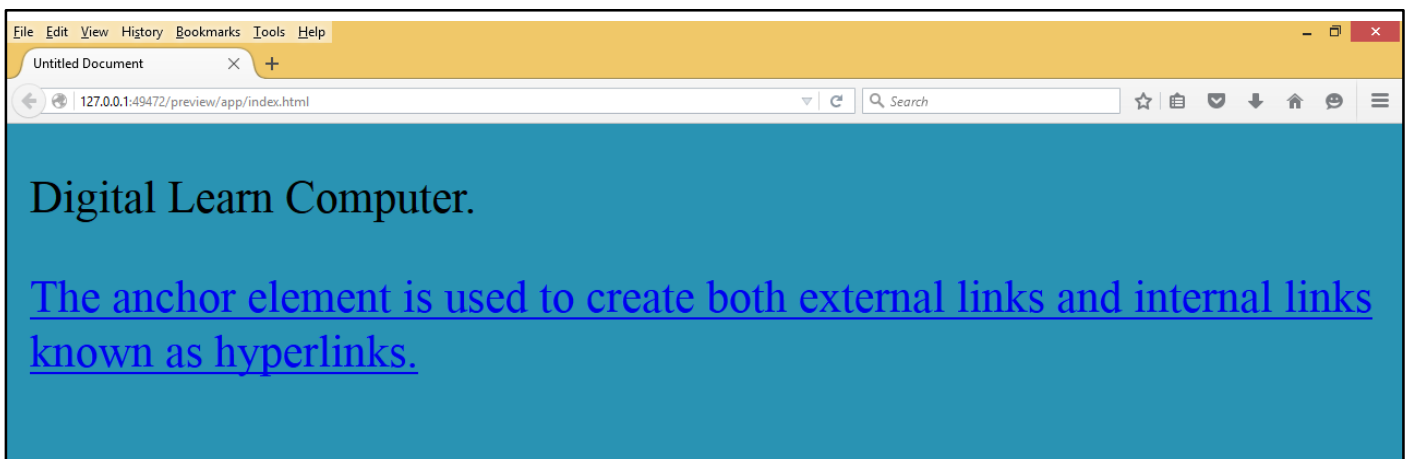 File Edit View History Bookmarks Tools Help
Untitled Document
127.0.0.1:49472/preview/app/index.html
Search
Digital Learn Computer.
The anchor element is used to create both external links and internal links
known as hyperlinks.